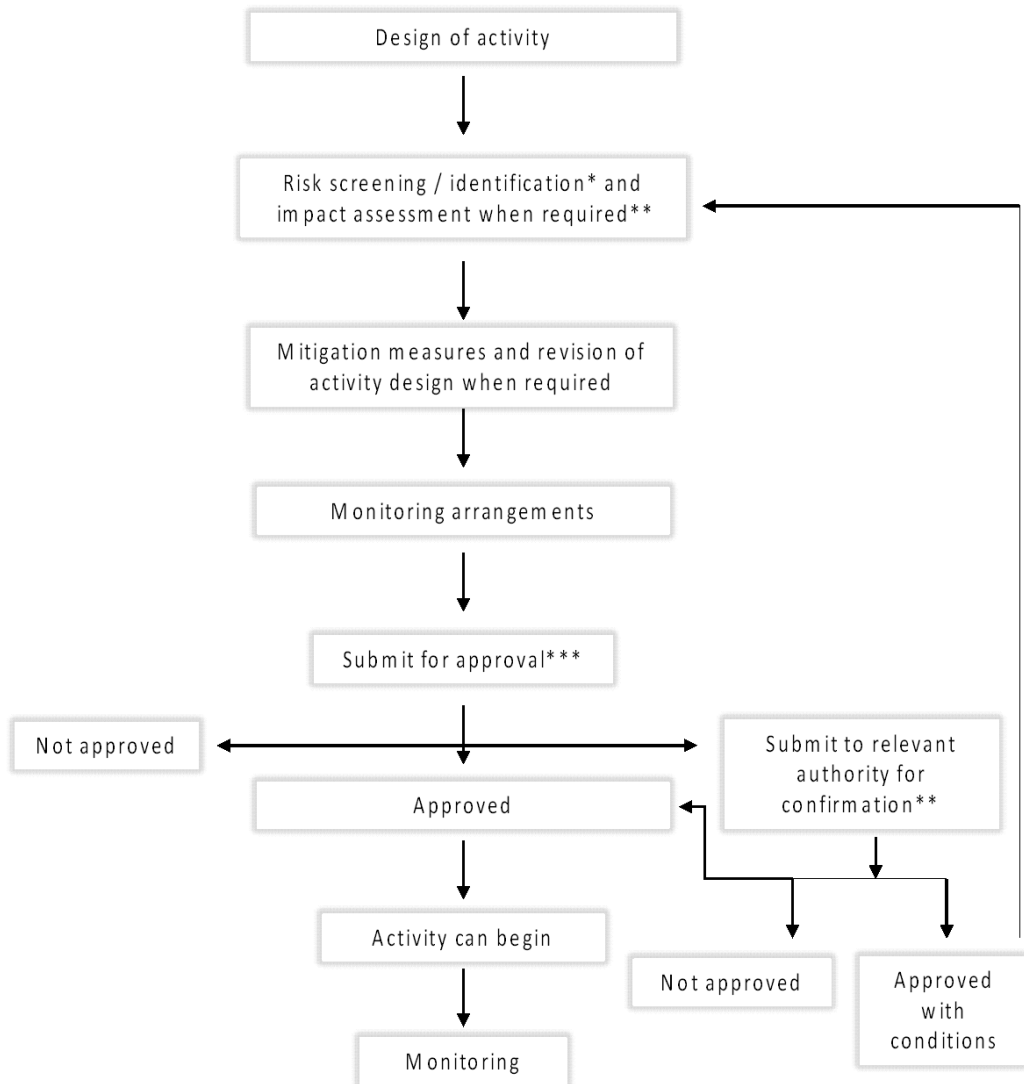 Design of activity
Risk screening / identification* and
impact assessment when required**
Mitigation measures and revision of
activity design when required
Monitoring arrangements
Submit for approval***
Not approved
Submit to relevant
authority for
confirmation**
Approved
Activity can begin
Not approved
Approved
with
conditions
Monitoring